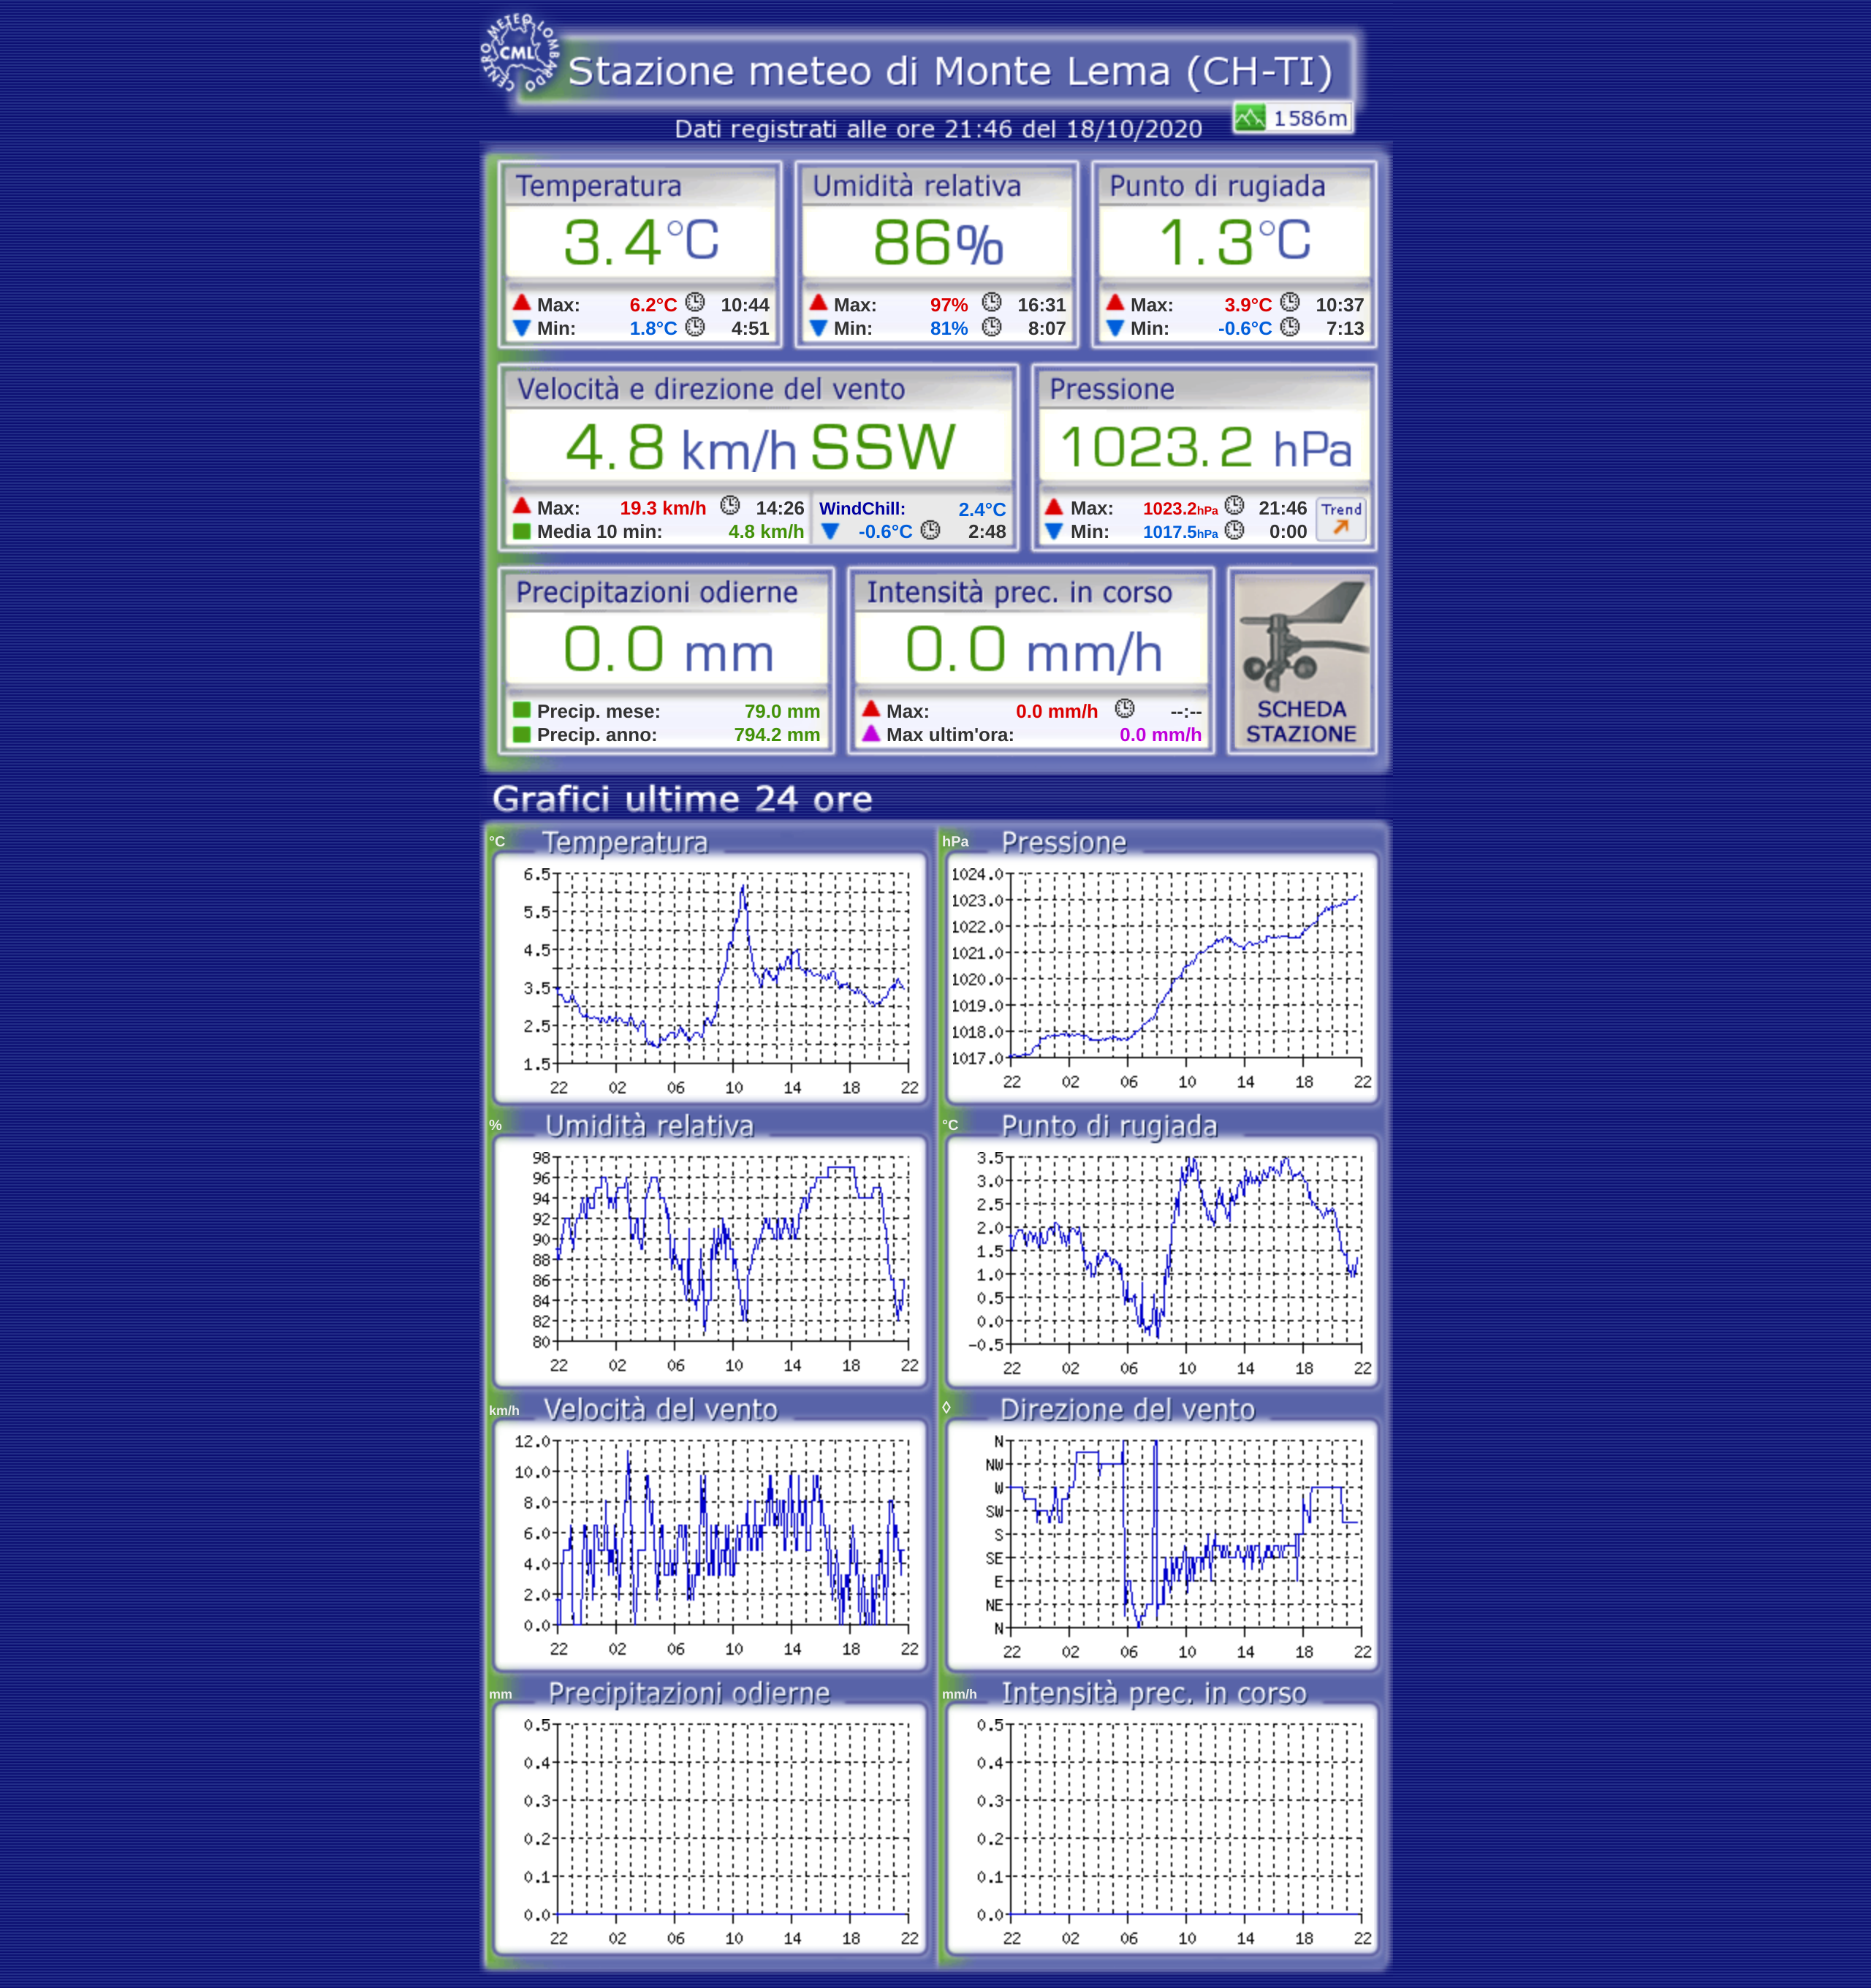 CENTRO METEO LOMBARDO
CML
Stazione meteo di Monte Lema (CH-TI)
1586m
Dati registrati alle ore 21:46 del 18/10/2020
Temperatura
3.4°C
Max: 6.2°C 10:44
Min: 1.8°C 4:51
Umidità relativa
86%
Max: 97% 16:31
Min: 81% 8:07
Punto di rugiada
1.3°C
Max: 3.9°C 10:37
Min: -0.6°C 7:13
Velocità e direzione del vento
4.8 km/h SSW
Max: 19.3 km/h 14:26
Media 10 min: 4.8 km/h
WindChill: 2.4°C
-0.6°C 2:48
Pressione
1023.2 hPa
Max: 1023.2hPa 21:46
Min: 1017.5hPa 0:00
Trend
Precipitazioni odierne
0.0 mm
Precip. mese: 79.0 mm
Precip. anno: 794.2 mm
Intensità prec. in corso
0.0 mm/h
Max: 0.0 mm/h --:--
Max ultim'ora: 0.0 mm/h
SCHEDA
STAZIONE
Grafici ultime 24 ore
°C Temperatura
6.5
5.5
4.5
3.5
2.5
1.5
22 02 06 10 14 18 22
hPa Pressione
1024.0
1023.0
1022.0
1021.0
1020.0
1019.0
1018.0
1017.0
22 02 06 10 14 18 22
% Umidità relativa
98
96
94
92
90
88
86
84
82
80
22 02 06 10 14 18 22
°C Punto di rugiada
3.5
3.0
2.5
2.0
1.5
1.0
0.5
0.0
-0.5
22 02 06 10 14 18 22
km/h Velocità del vento
12.0
10.0
8.0
6.0
4.0
2.0
0.0
22 02 06 10 14 18 22
◊ Direzione del vento
N
NW
W
SW
S
SE
E
NE
N
22 02 06 10 14 18 22
mm Precipitazioni odierne
0.5
0.4
0.3
0.2
0.1
0.0
22 02 06 10 14 18 22
mm/h Intensità prec. in corso
0.5
0.4
0.3
0.2
0.1
0.0
22 02 06 10 14 18 22